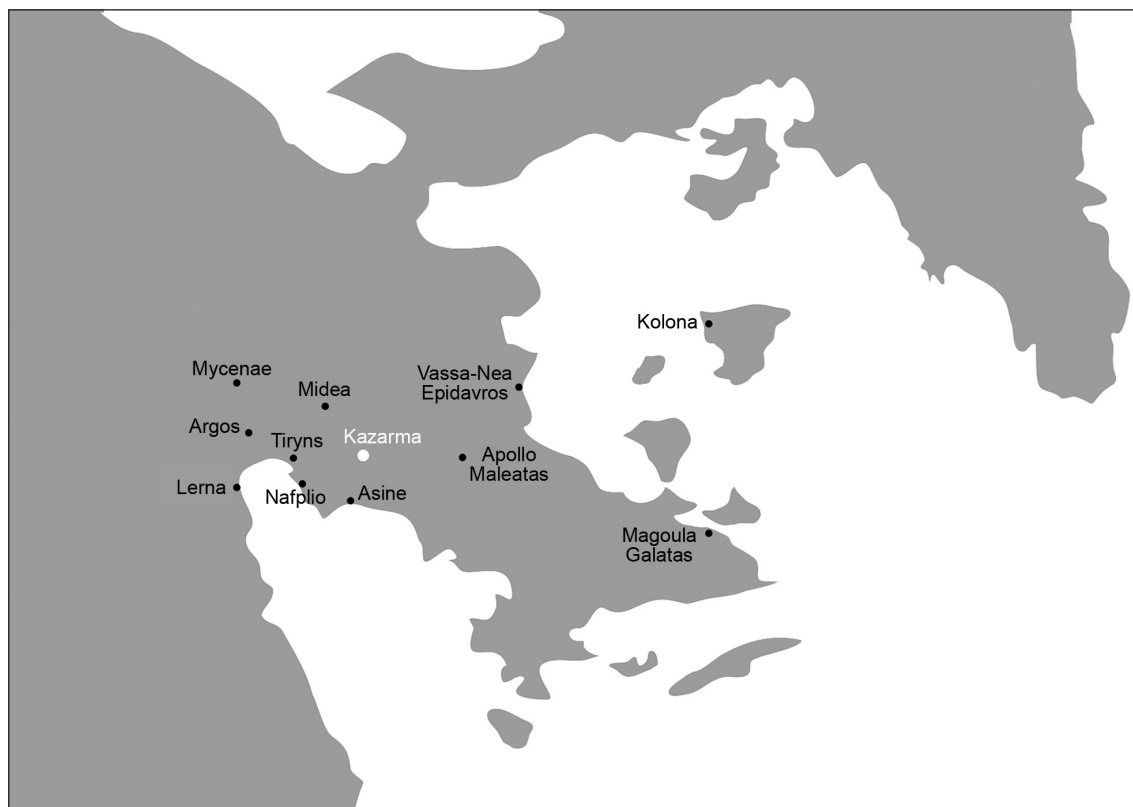 Kolona
Mycenae
Vassa-Nea
Epidavros
Midea
Argos
Tiryns
Kazarma
Apollo
Maleatas
Lerna
Nafplio
Asine
Magoula
Galatas